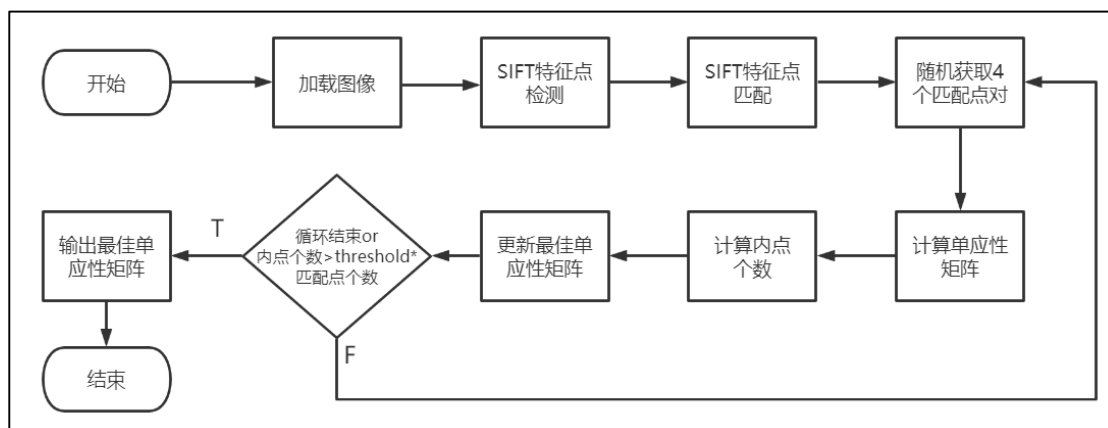 开始
加载图像
SIFT特征点
检测
SIFT特征点
匹配
随机获取4
个匹配点对
计算单应性
矩阵
计算内点
个数
更新最佳单
应性矩阵
循环结束or
内点个数>threshold*
匹配点个数
T
F
输出最佳单
应性矩阵
结束